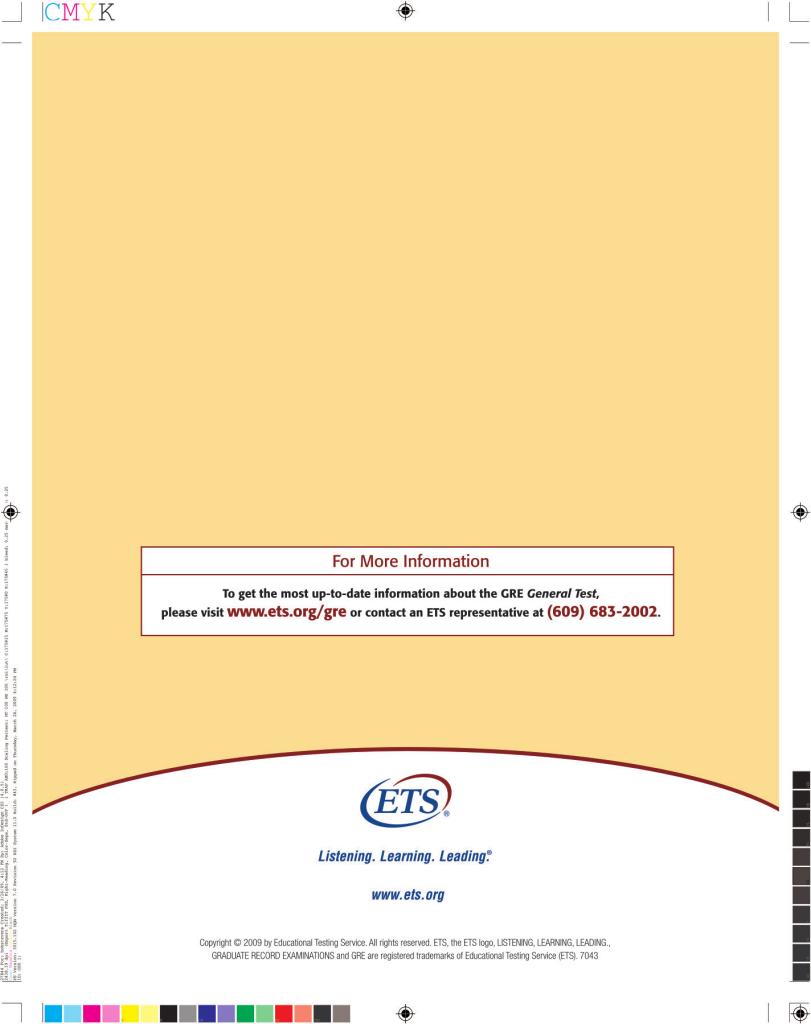 CMYK
For More Information
To get the most up-to-date information about the GRE General Test,
please visit www.ets.org/gre or contact an ETS representative at (609) 683-2002.
ETS®
Listening. Learning. Leading.®
www.ets.org
Copyright © 2009 by Educational Testing Service. All rights reserved. ETS, the ETS logo, LISTENING, LEARNING, LEADING.,
GRADUATE RECORD EXAMINATIONS and GRE are registered trademarks of Educational Testing Service (ETS). 7043